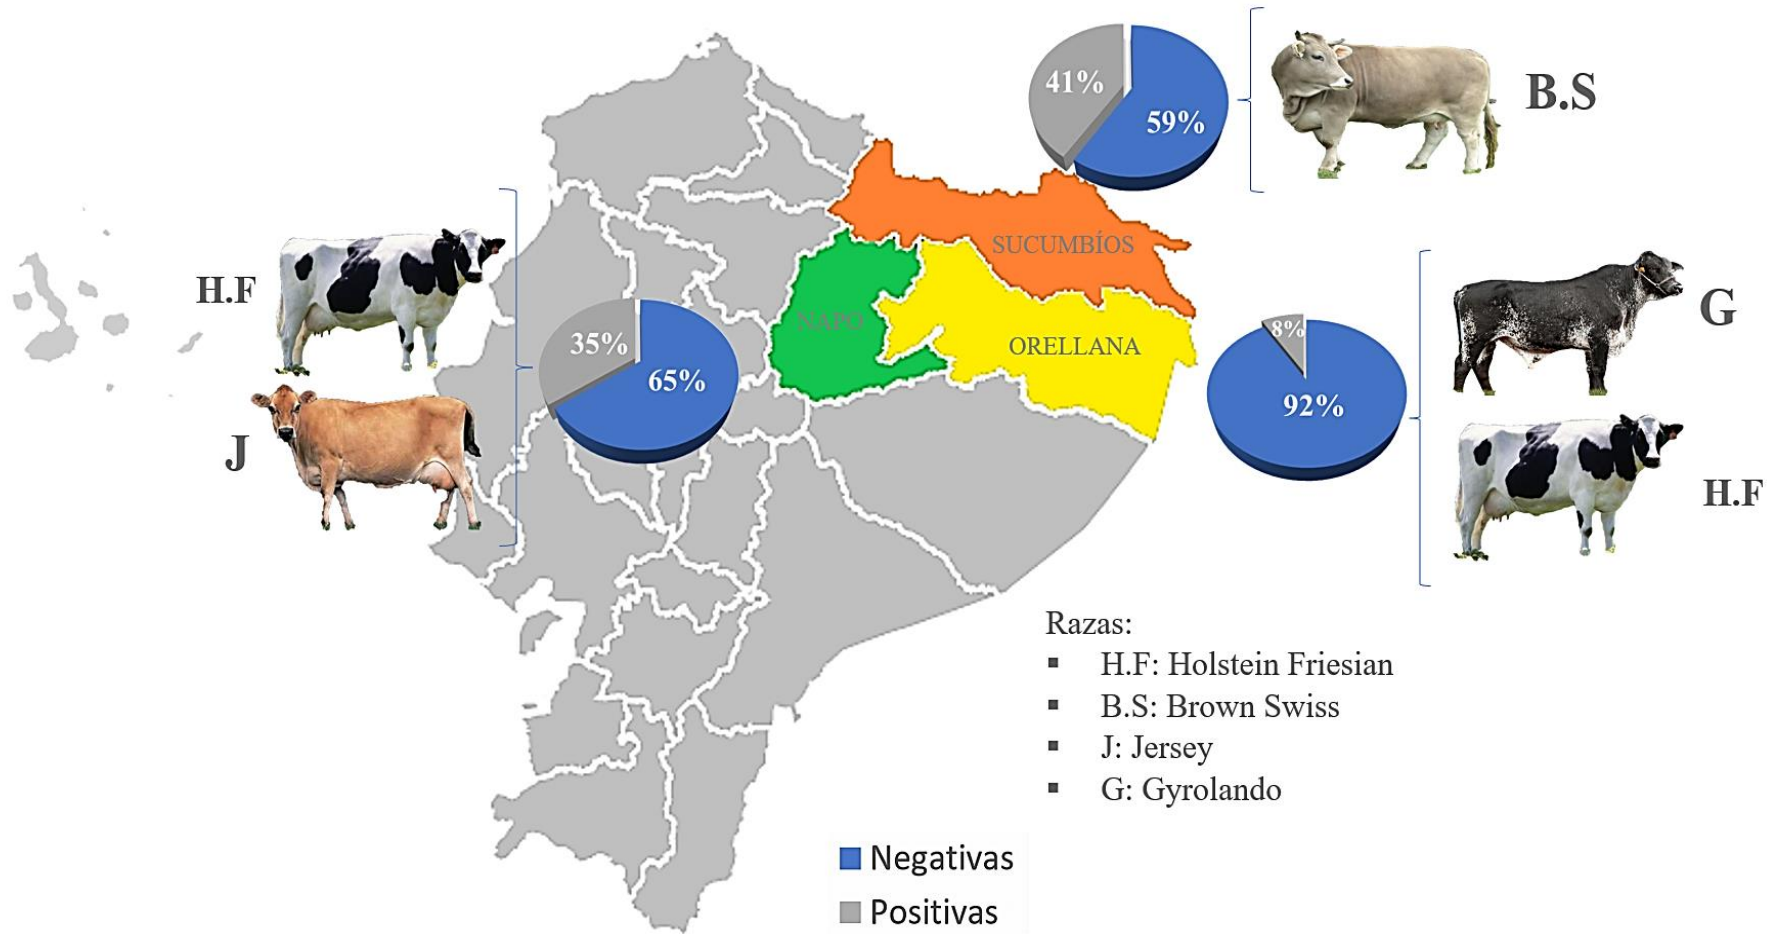 41%
59%
B.S
SUCUMBÍOS
H.F
NAPO
ORELLANA
35%
65%
8%
92%
G
J
H.F
Razas:
▪ H.F: Holstein Friesian
▪ B.S: Brown Swiss
▪ J: Jersey
▪ G: Gyrolando
Negativas
Positivas